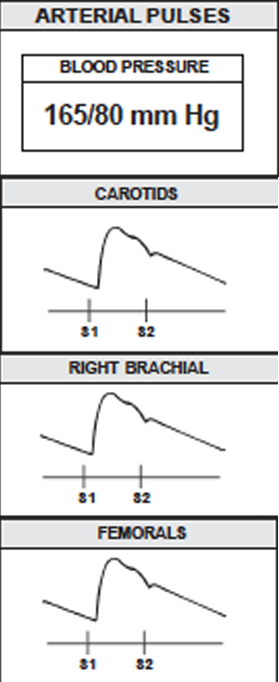 ARTERIAL PULSES
BLOOD PRESSURE
165/80 mm Hg
CAROTIDS
S1 S2
RIGHT BRACHIAL
S1 S2
FEMORALS
S1 S2